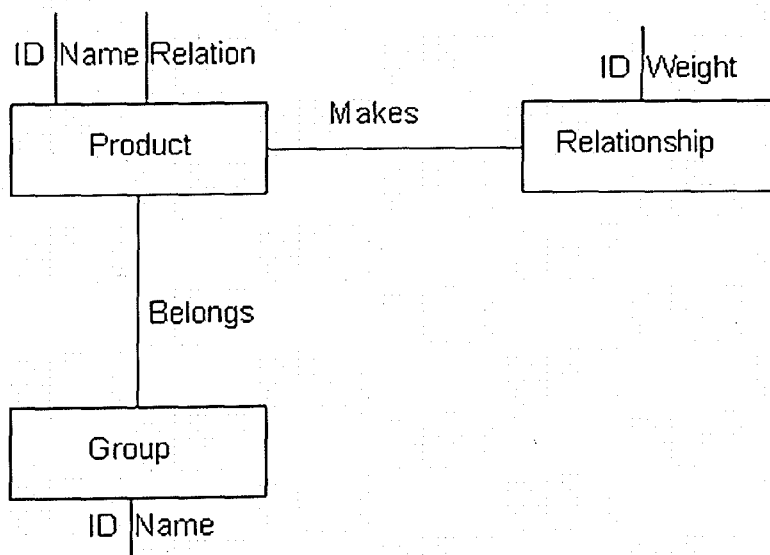 ID Name Relation
ID Weight
Product
Makes
Relationship
Belongs
Group
ID Name